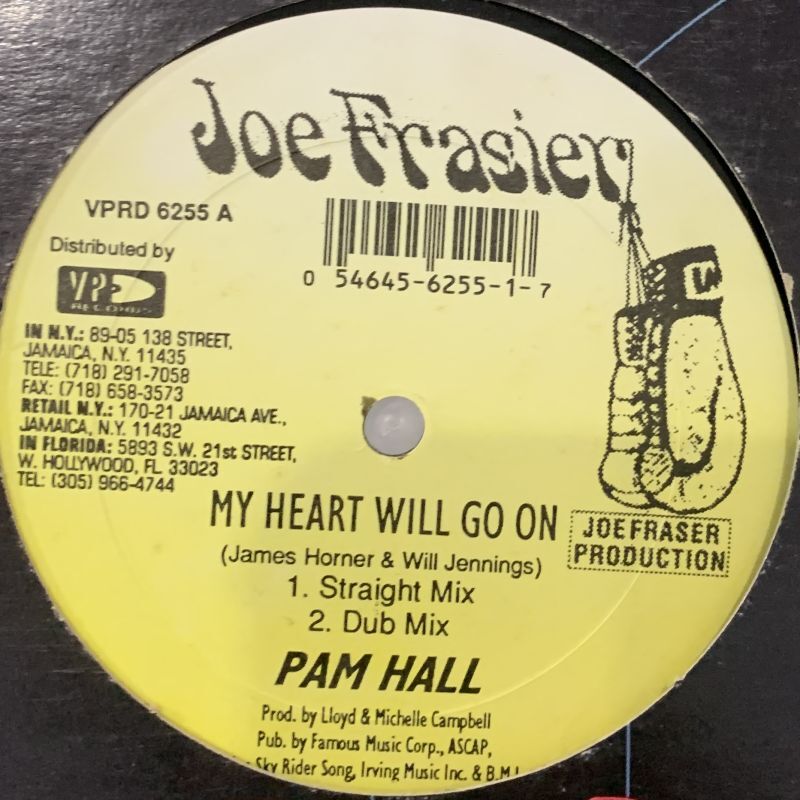 Joe Frasier
VPRD 6255 A
0 54645-6255-1-7
Distributed by
VP
RECORDS
IN N.Y.: 89-05 138 STREET,
JAMAICA, N.Y. 11435
TELE: (718) 291-7058
FAX: (718) 658-3573
RETAIL N.Y.: 170-21 JAMAICA AVE.,
JAMAICA, N.Y. 11432
IN FLORIDA: 5893 S.W. 21st STREET,
W. HOLLYWOOD, FL 33023
TEL: (305) 966-4744
MY HEART WILL GO ON
(James Horner & Will Jennings)
1. Straight Mix
2. Dub Mix
JOE FRASER
PRODUCTION
PAM HALL
Prod. by Lloyd & Michelle Campbell
Pub. by Famous Music Corp., ASCAP,
Sky Rider Song, Irving Music Inc. & B.M.I